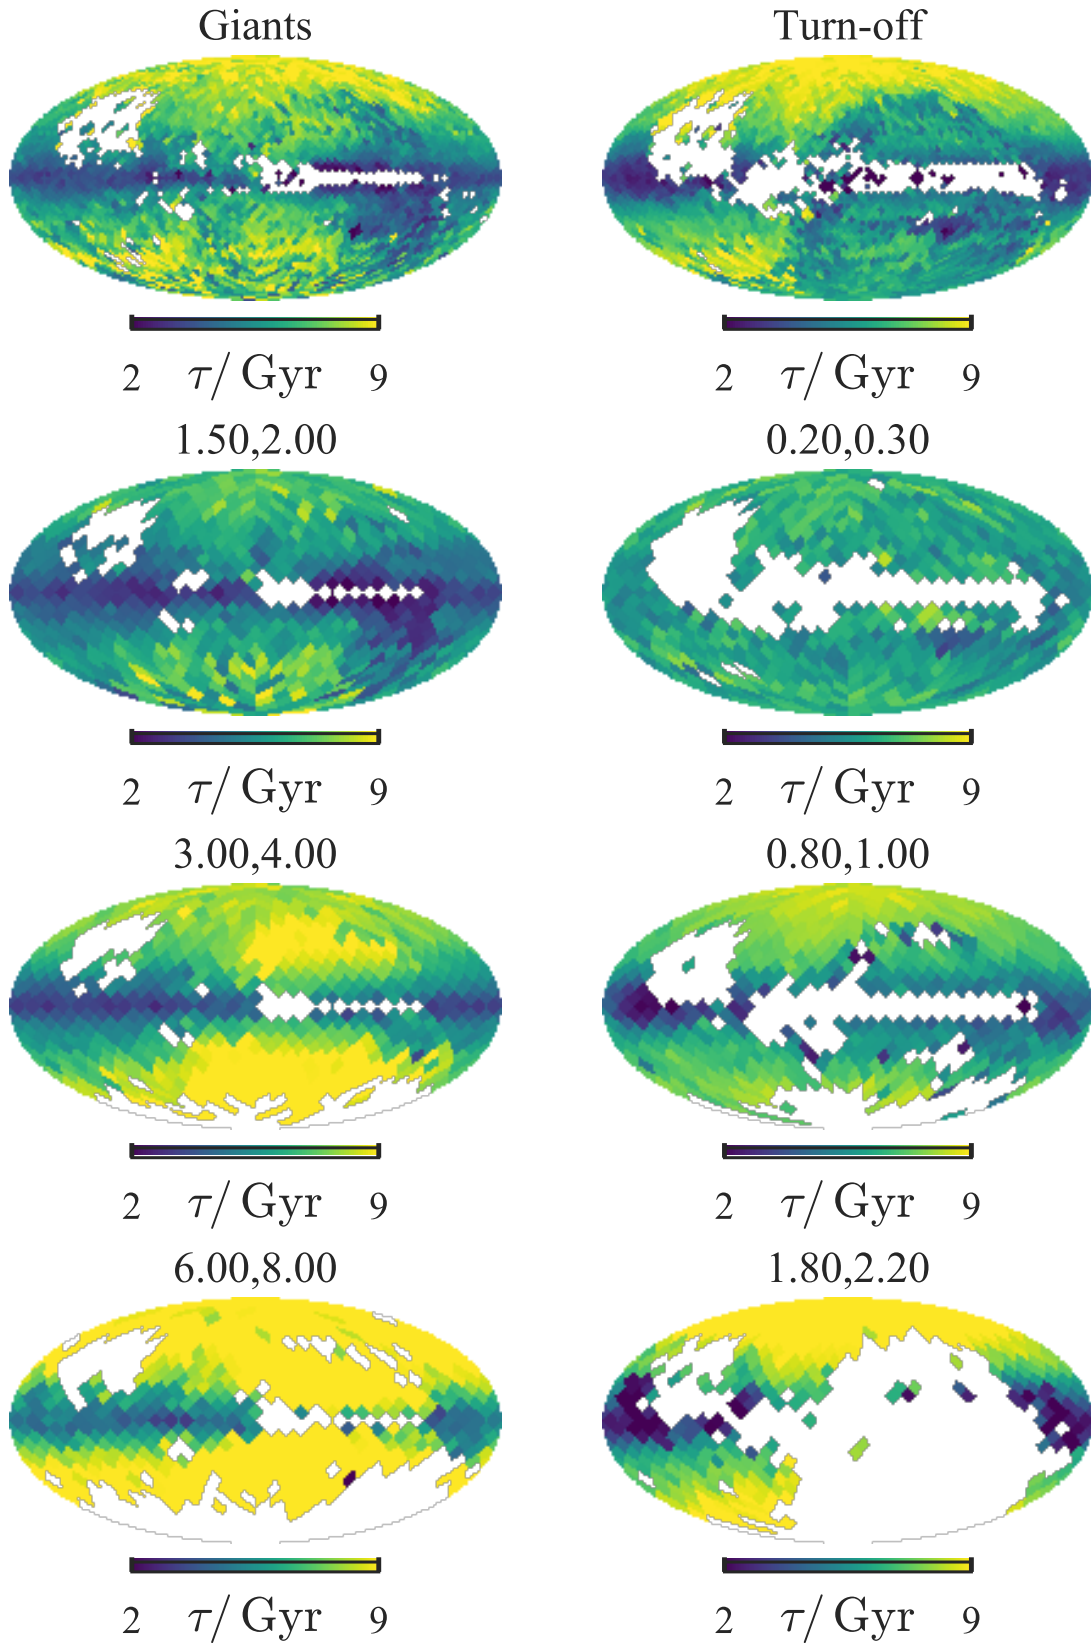 Giants Turn-off
2 τ/ Gyr 9 2 τ/ Gyr 9
1.50,2.00 0.20,0.30
2 τ/ Gyr 9 2 τ/ Gyr 9
3.00,4.00 0.80,1.00
2 τ/ Gyr 9 2 τ/ Gyr 9
6.00,8.00 1.80,2.20
2 τ/ Gyr 9 2 τ/ Gyr 9